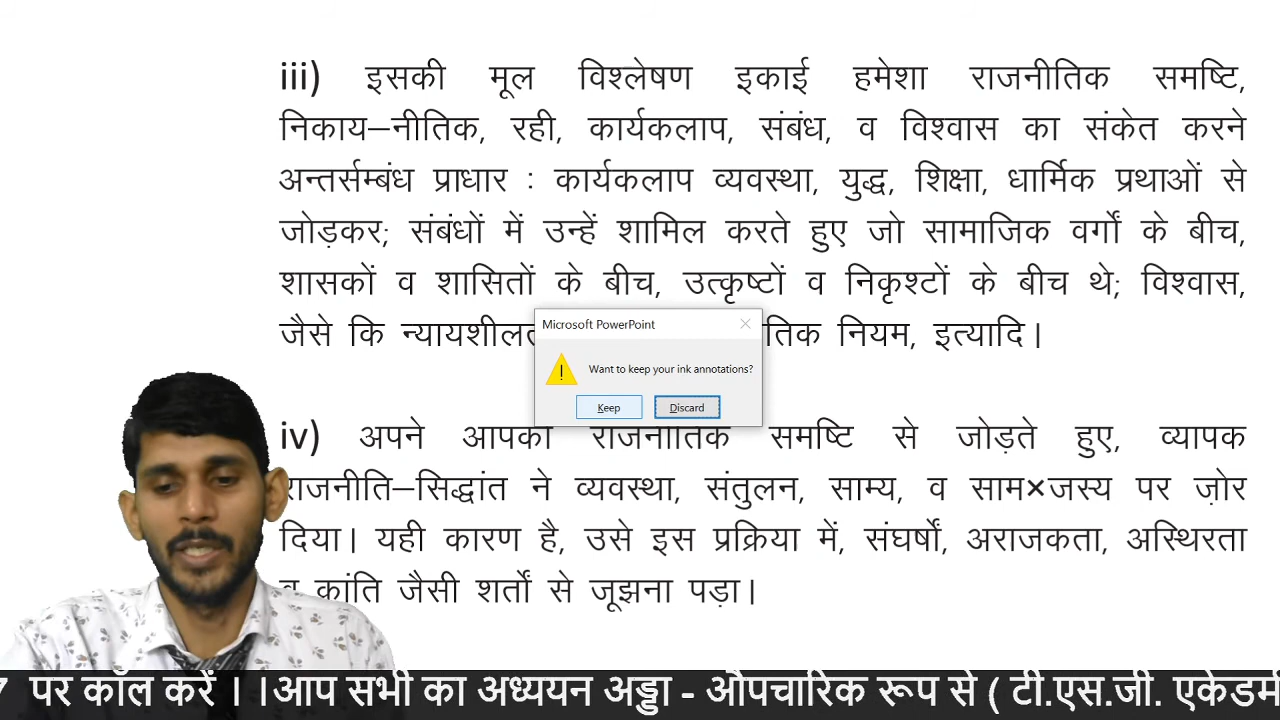 iii) इसकी मूल विश्लेषण इकाई हमेशा राजनीतिक समष्टि,
निकाय–नीतिक, रही, कार्यकलाप, संबंध, व विश्वास का संकेत करने
अन्तर्सम्बंध प्राधार : कार्यकलाप व्यवस्था, युद्ध, शिक्षा, धार्मिक प्रथाओं से
जोड़कर; संबंधों में उन्हें शामिल करते हुए जो सामाजिक वर्गों के बीच,
शासकों व शासितों के बीच, उत्कृष्टों व निकृश्टों के बीच थे; विश्वास,
जैसे कि तिक नियम, इत्यादि।
Microsoft PowerPoint
Want to keep your ink annotations?
Keep Discard
iv) अपने आपको राजनीतिक समष्टि से जोड़ते हुए, व्यापक
राजनीति–सिद्धांत ने व्यवस्था, संतुलन, साम्य, व साम×जस्य पर ज़ोर
दिया। यही कारण है, उसे इस प्रक्रिया में, संघर्षों, अराजकता, अस्थिरता
व क्रांति जैसी शर्तों से जूझना पड़ा।
पर कॉल करें । ।आप सभी का अध्ययन अड्डा - औपचारिक रूप से ( टी.एस.जी. एकेडमी